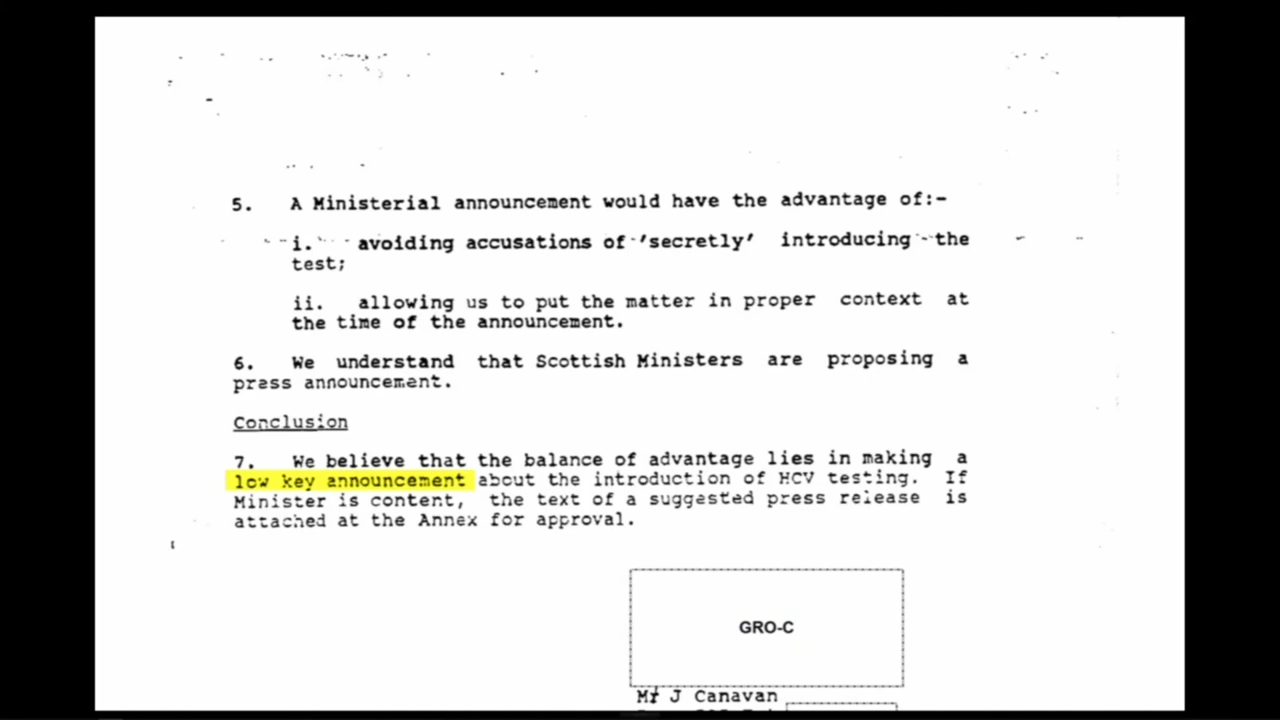 5. A Ministerial announcement would have the advantage of:-
i. avoiding accusations of 'secretly' introducing the
test;
ii. allowing us to put the matter in proper context at
the time of the announcement.
6. We understand that Scottish Ministers are proposing a
press announcement.
Conclusion
7. We believe that the balance of advantage lies in making a
low key announcement about the introduction of HCV testing. If
Minister is content, the text of a suggested press release is
attached at the Annex for approval.
GRO-C
Mr J Canavan